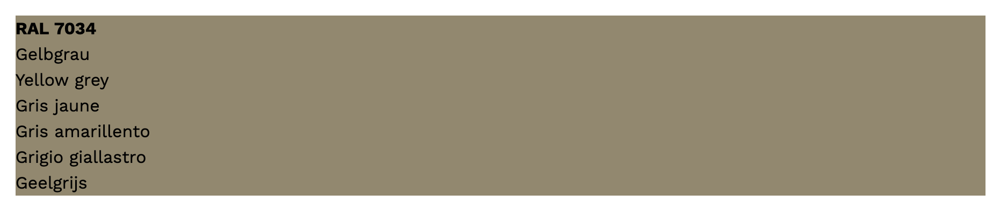 RAL 7034
Gelbgrau
Yellow grey
Gris jaune
Gris amarillento
Grigio giallastro
Geelgrijs